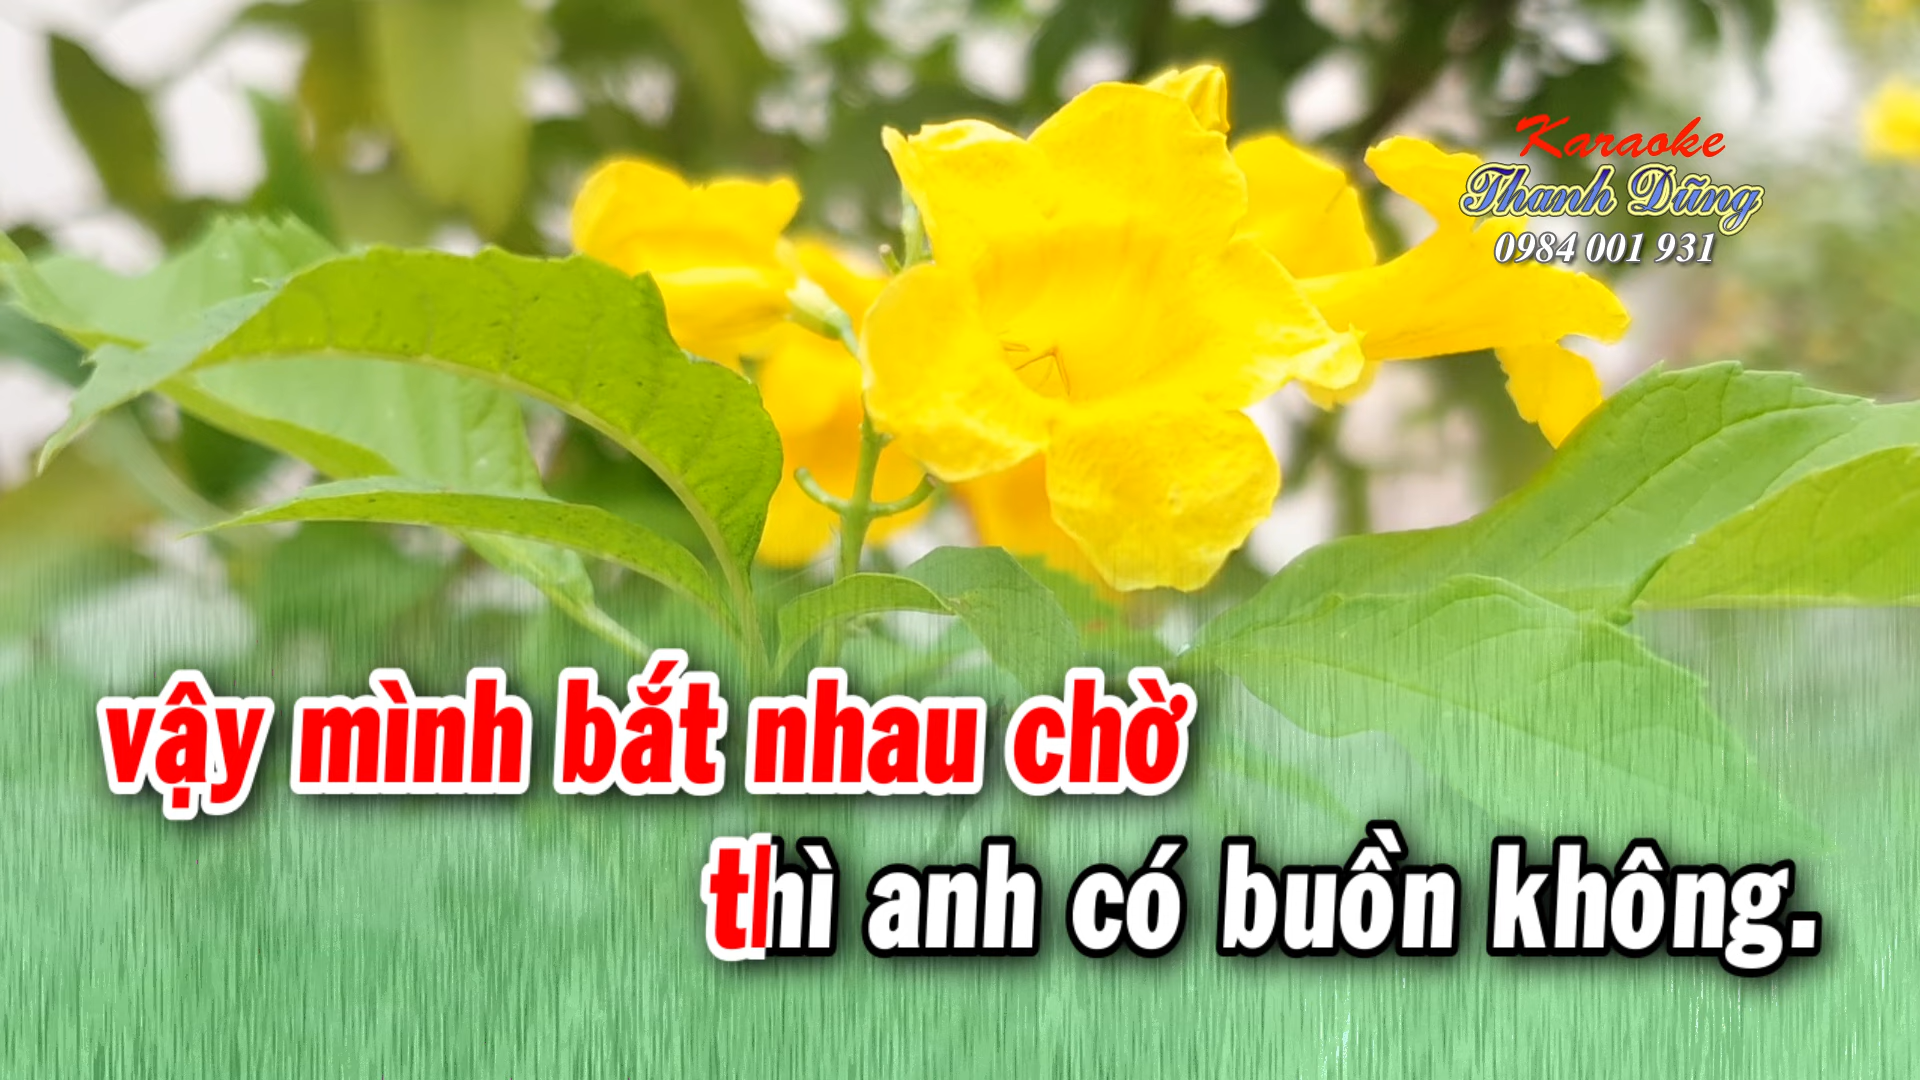 Karaoke
Thanh Dũng
0984 001 931
vậy mình bắt nhau chờ
thì anh có buồn không.